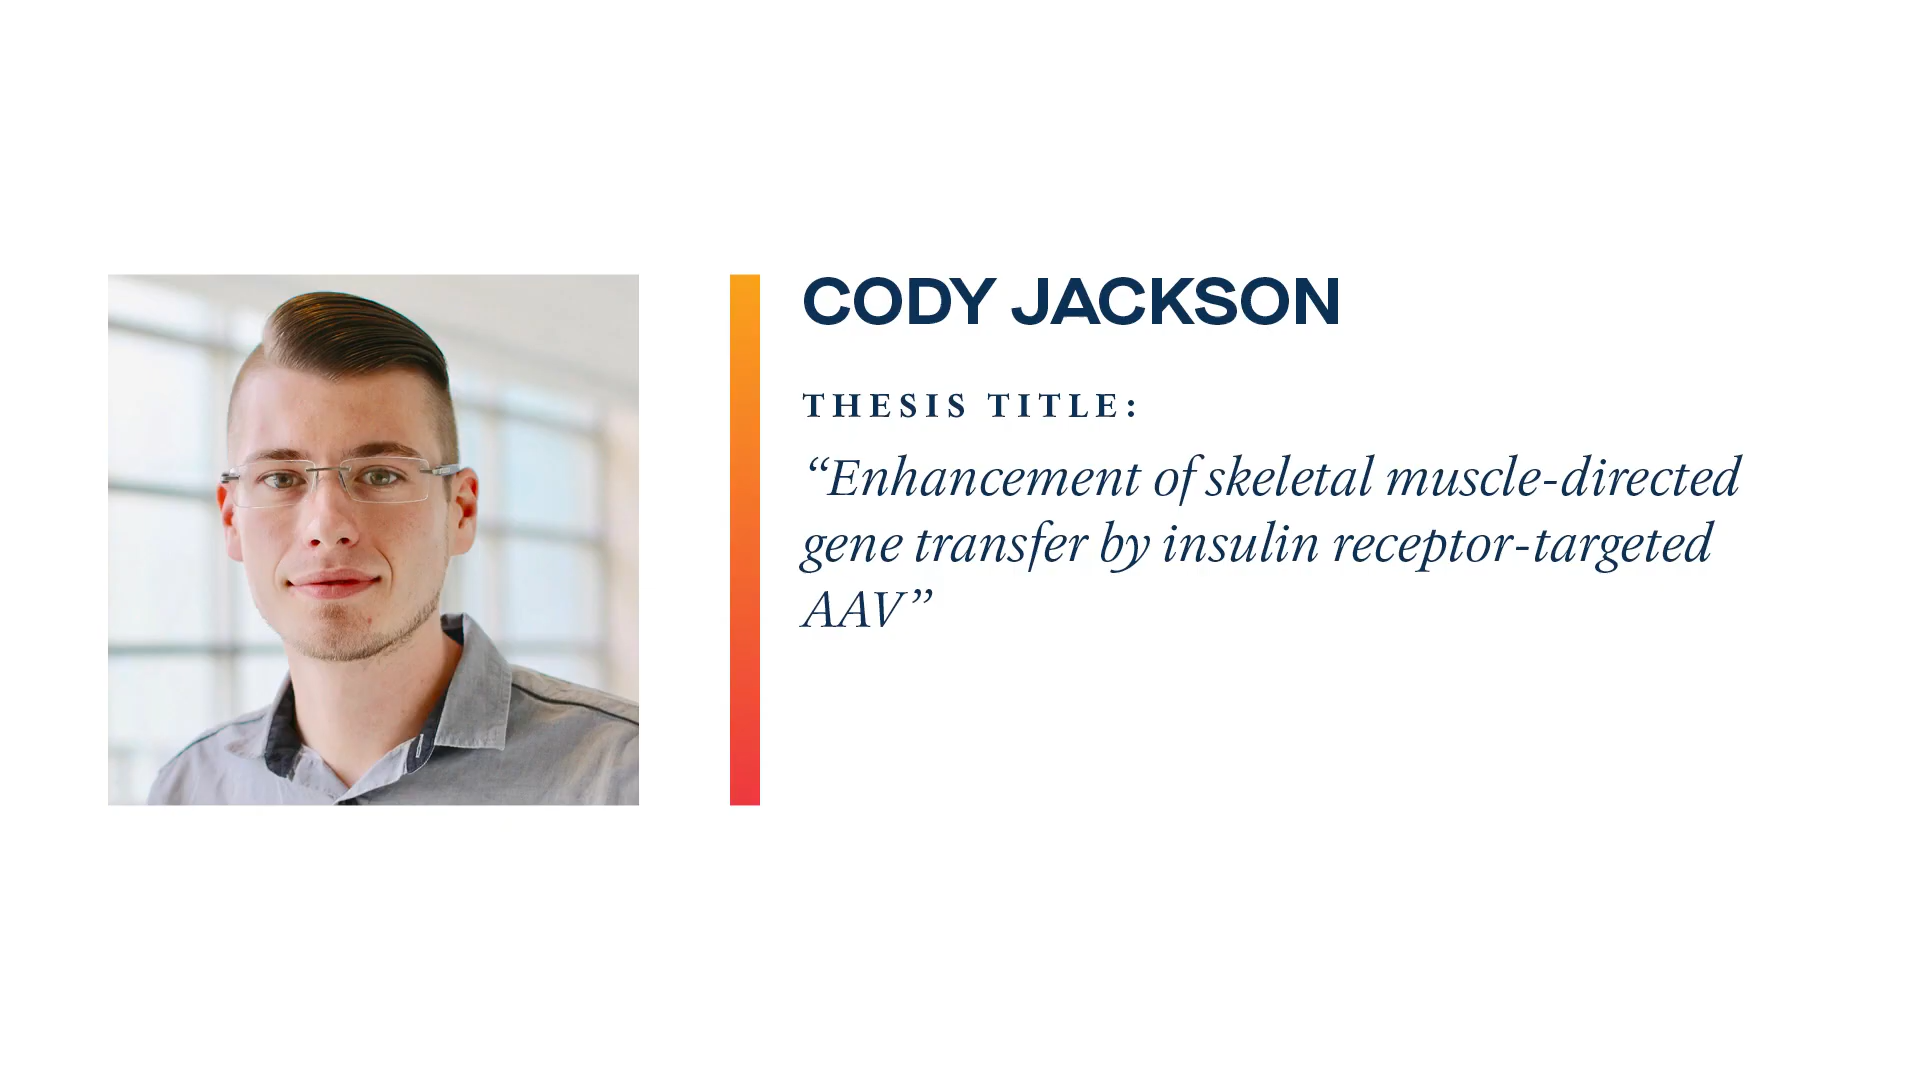 CODY JACKSON
THESIS TITLE:
“Enhancement of skeletal muscle-directed
gene transfer by insulin receptor-targeted
AAV”